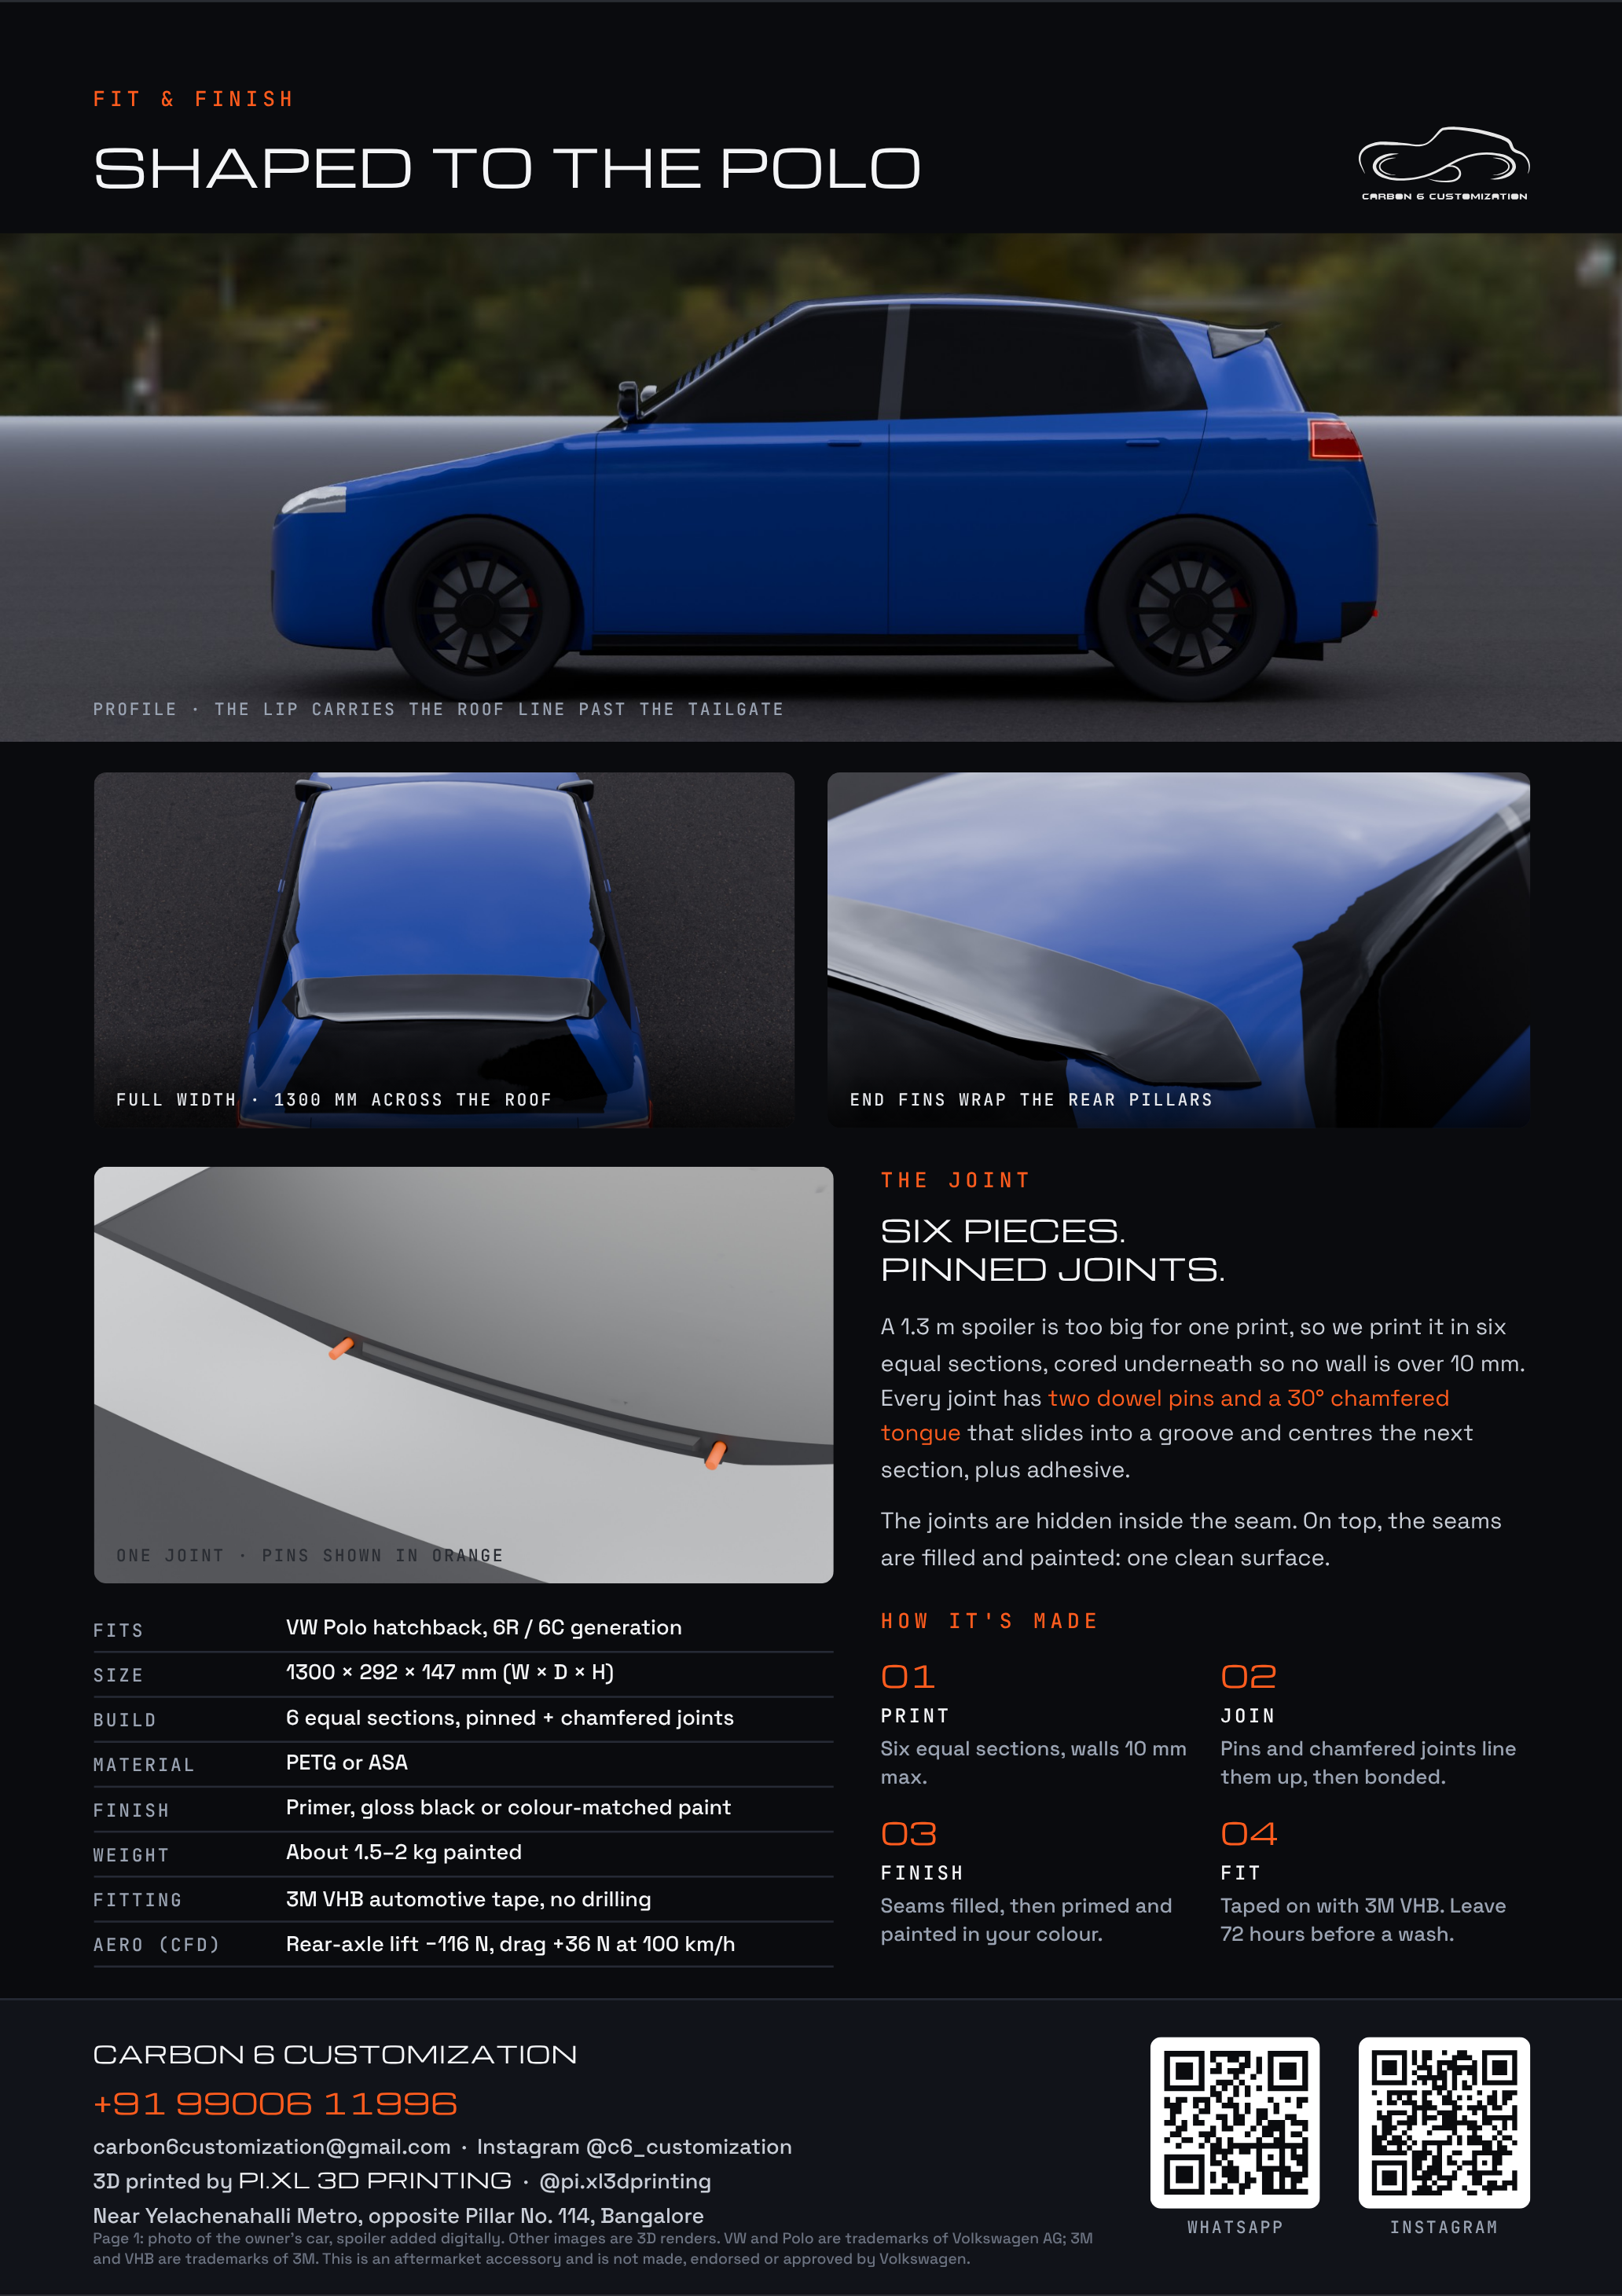 FIT & FINISH
SHAPED TO THE POLO
CARBON 6 CUSTOMIZATION
PROFILE · THE LIP CARRIES THE ROOF LINE PAST THE TAILGATE
FULL WIDTH · 1300 MM ACROSS THE ROOF
END FINS WRAP THE REAR PILLARS
ONE JOINT · PINS SHOWN IN ORANGE
THE JOINT
SIX PIECES.
PINNED JOINTS.
A 1.3 m spoiler is too big for one print, so we print it in six
equal sections, cored underneath so no wall is over 10 mm.
Every joint has two dowel pins and a 30° chamfered
tongue that slides into a groove and centres the next
section, plus adhesive.
The joints are hidden inside the seam. On top, the seams
are filled and painted: one clean surface.
FITS VW Polo hatchback, 6R / 6C generation
SIZE 1300 × 292 × 147 mm (W × D × H)
BUILD 6 equal sections, pinned + chamfered joints
MATERIAL PETG or ASA
FINISH Primer, gloss black or colour-matched paint
WEIGHT About 1.5–2 kg painted
FITTING 3M VHB automotive tape, no drilling
AERO (CFD) Rear-axle lift −116 N, drag +36 N at 100 km/h
HOW IT'S MADE
01
PRINT
Six equal sections, walls 10 mm
max.
02
JOIN
Pins and chamfered joints line
them up, then bonded.
03
FINISH
Seams filled, then primed and
painted in your colour.
04
FIT
Taped on with 3M VHB. Leave
72 hours before a wash.
CARBON 6 CUSTOMIZATION
+91 99006 11996
carbon6customization@gmail.com · Instagram @c6_customization
3D printed by PI.XL 3D PRINTING · @pi.xl3dprinting
Near Yelachenahalli Metro, opposite Pillar No. 114, Bangalore
Page 1: photo of the owner's car, spoiler added digitally. Other images are 3D renders. VW and Polo are trademarks of Volkswagen AG; 3M
and VHB are trademarks of 3M. This is an aftermarket accessory and is not made, endorsed or approved by Volkswagen.
WHATSAPP
INSTAGRAM